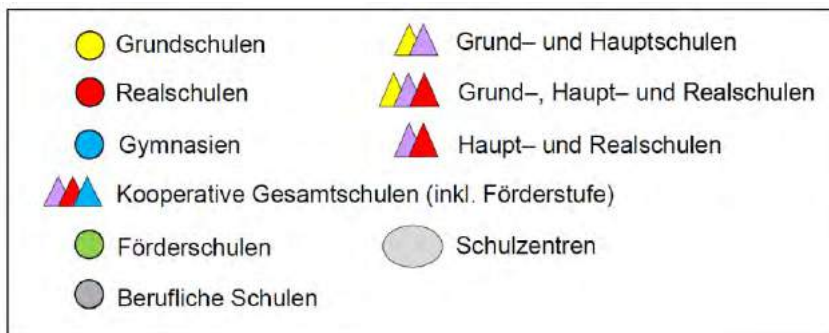 Grundschulen
Grund– und Hauptschulen
Realschulen
Grund–, Haupt– und Realschulen
Gymnasien
Haupt– und Realschulen
Kooperative Gesamtschulen (inkl. Förderstufe)
Förderschulen
Schulzentren
Berufliche Schulen